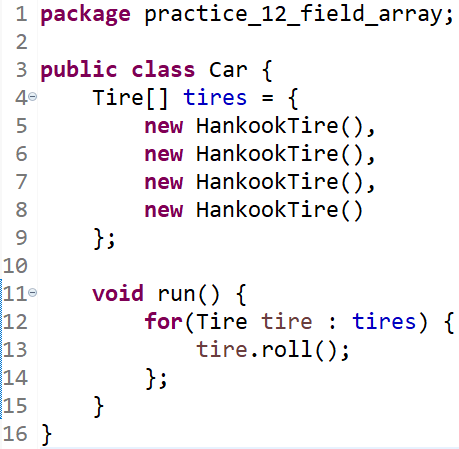 1 package practice_12_field_array;
2
3 public class Car {
4     Tire[] tires = {
5         new HankookTire(),
6         new HankookTire(),
7         new HankookTire(),
8         new HankookTire()
9     };
10
11     void run() {
12         for(Tire tire : tires) {
13             tire.roll();
14         };
15     }
16 }